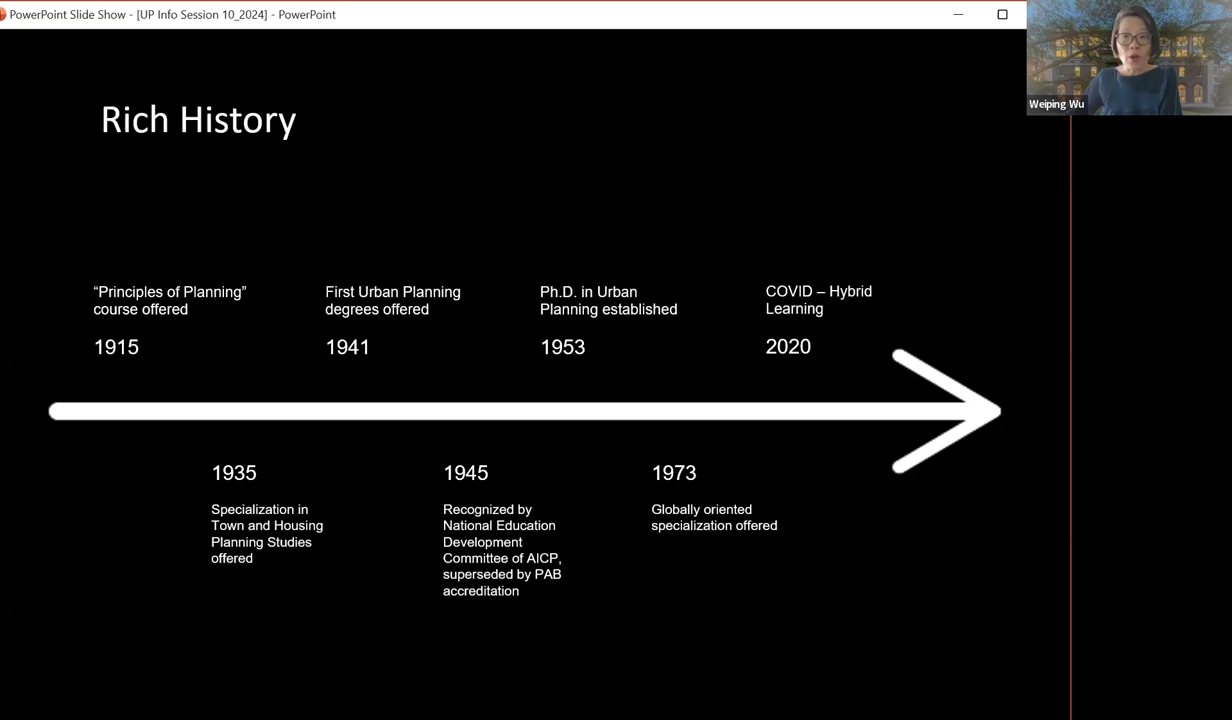 PowerPoint Slide Show - [UP Info Session 10_2024] - PowerPoint
Weiping Wu
Rich History
“Principles of Planning”
course offered
1915
First Urban Planning
degrees offered
1941
Ph.D. in Urban
Planning established
1953
COVID – Hybrid
Learning
2020
1935
Specialization in
Town and Housing
Planning Studies
offered
1945
Recognized by
National Education
Development
Committee of AICP,
superseded by PAB
accreditation
1973
Globally oriented
specialization offered